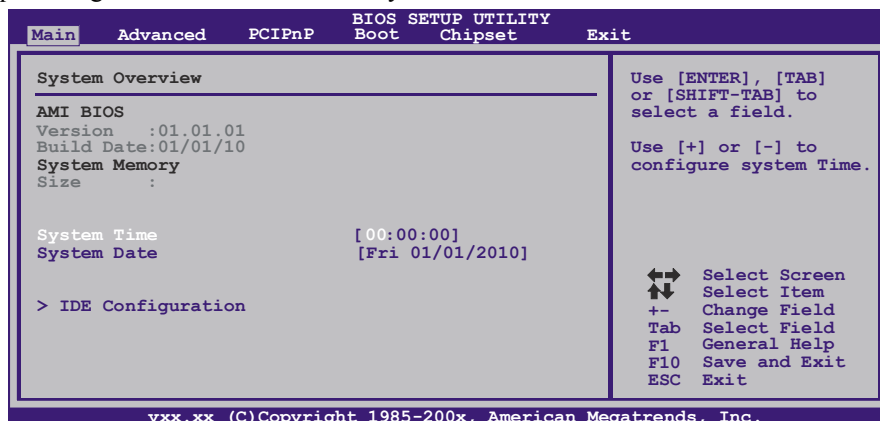 BIOS SETUP UTILITY
Main Advanced PCIPnP Boot Chipset Exit
System Overview
AMI BIOS
Version :01.01.01
Build Date:01/01/10
System Memory
Size :
System Time [00:00:00]
System Date [Fri 01/01/2010]
> IDE Configuration
Use [ENTER], [TAB]
or [SHIFT-TAB] to
select a field.
Use [+] or [-] to
configure system Time.
Select Screen
Select Item
+- Change Field
Tab Select Field
F1 General Help
F10 Save and Exit
ESC Exit
vxx.xx (C)Copyright 1985-200x, American Megatrends, Inc.